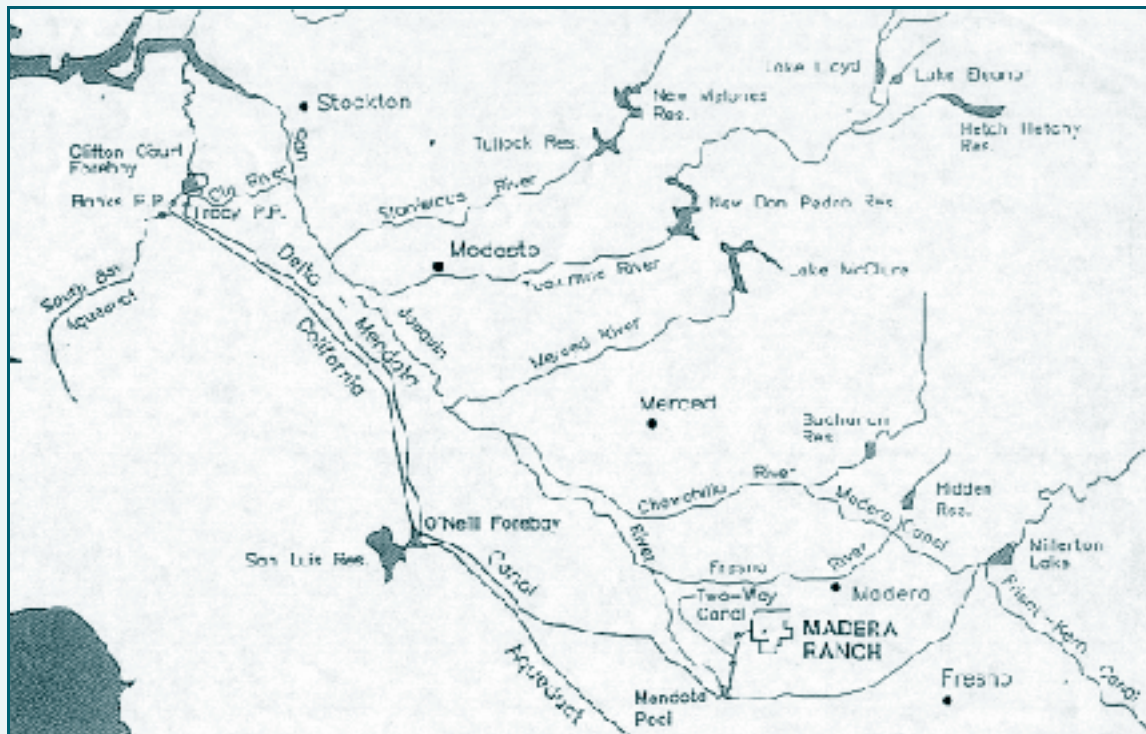 Stockton
San
Clifton Court
Forebay
River
Banks P.P.
Tracy P.P.
South Bay
Aqueduct
Lake Lloyd
Lake Eleanor
Hetch Hetchy
Res.
New Melones
Res.
Tullock Res.
Stanislaus River
New Don Pedro Res.
Modesto
Tuolumne River
Lake McClure
Delta
Mendota
Joaquin
California
Merced River
Merced
Buchanan
Res.
Chowchilla River
Madera Canal
Hidden
Res.
Millerton
Lake
O'Neill Forebay
San Luis Res.
Canal
River
Fresno River
Two-Way
Canal
Madera
MADERA
RANCH
Friant-Kern
Canal
Aqueduct
Mendota
Pool
Fresno